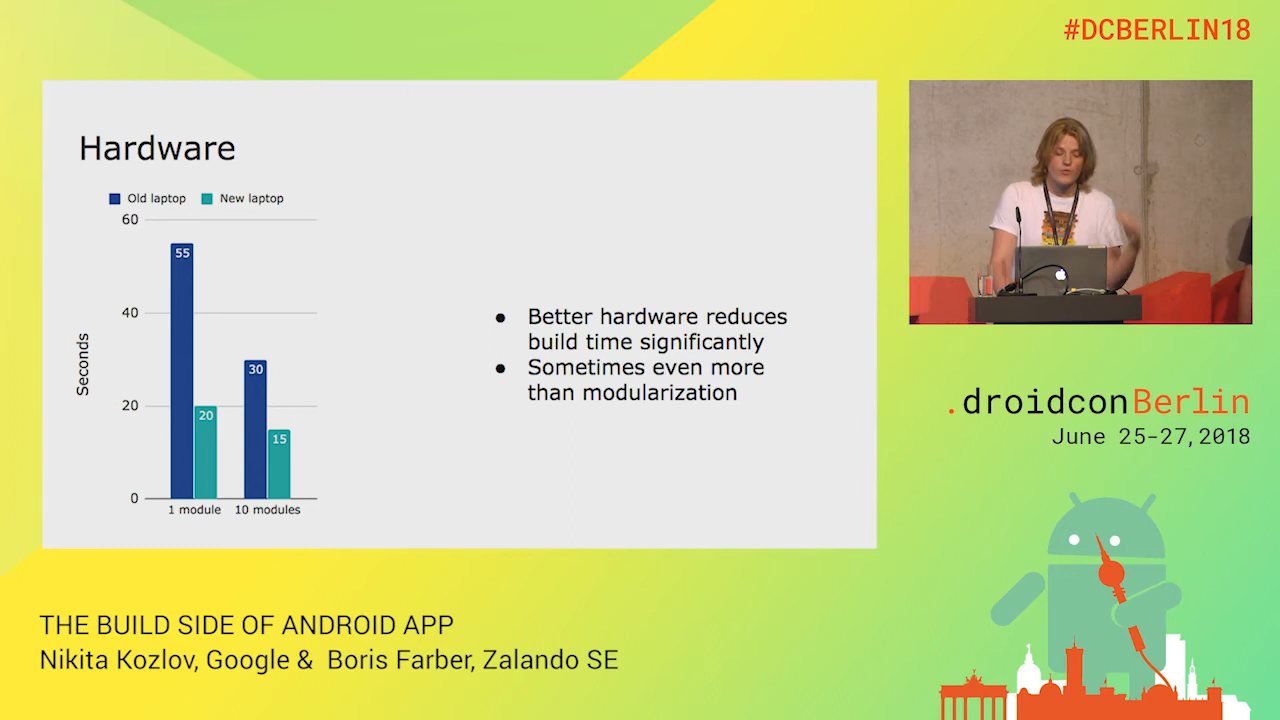 #DCBERLIN18
Hardware
Old laptop New laptop
60
40
20
0
Seconds
55
20
30
15
1 module 10 modules
● Better hardware reduces
build time significantly
● Sometimes even more
than modularization
.droidconBerlin
June 25-27, 2018
THE BUILD SIDE OF ANDROID APP
Nikita Kozlov, Google & Boris Farber, Zalando SE